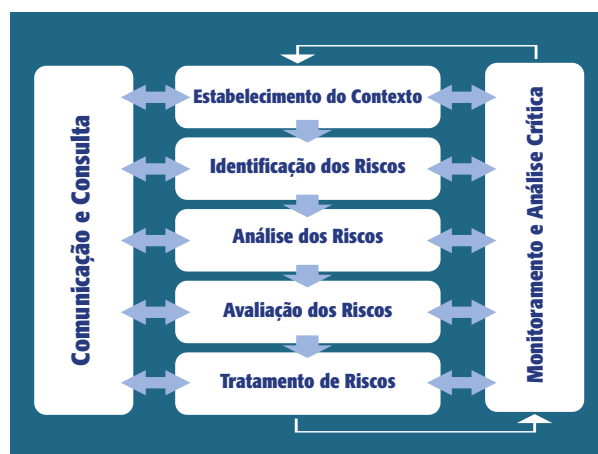 Comunicação e Consulta
Estabelecimento do Contexto
Identificação dos Riscos
Análise dos Riscos
Avaliação dos Riscos
Tratamento de Riscos
Monitoramento e Análise Crítica